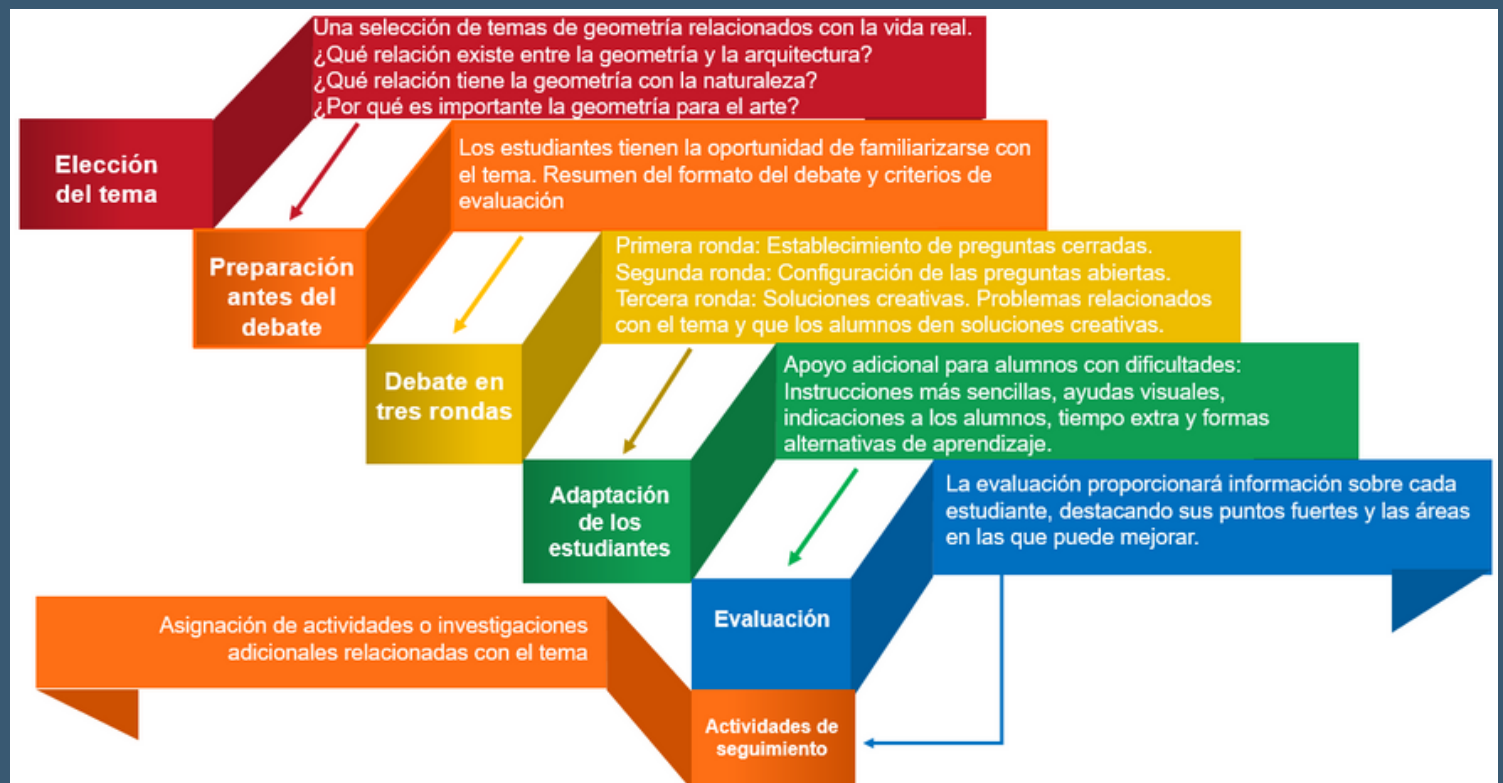 Una selección de temas de geometría relacionados con la vida real.
¿Qué relación existe entre la geometría y la arquitectura?
¿Qué relación tiene la geometría con la naturaleza?
¿Por qué es importante la geometría para el arte?
Elección
del tema
Los estudiantes tienen la oportunidad de familiarizarse con
el tema. Resumen del formato del debate y criterios de
evaluación
Preparación
antes del
debate
Primera ronda: Establecimiento de preguntas cerradas.
Segunda ronda: Configuración de las preguntas abiertas.
Tercera ronda: Soluciones creativas. Problemas relacionados
con el tema y que los alumnos den soluciones creativas.
Debate en
tres rondas
Apoyo adicional para alumnos con dificultades:
Instrucciones más sencillas, ayudas visuales,
indicaciones a los alumnos, tiempo extra y formas
alternativas de aprendizaje.
Adaptación
de los
estudiantes
La evaluación proporcionará información sobre cada
estudiante, destacando sus puntos fuertes y las áreas
en las que puede mejorar.
Evaluación
Asignación de actividades o investigaciones
adicionales relacionadas con el tema
Actividades de
seguimiento